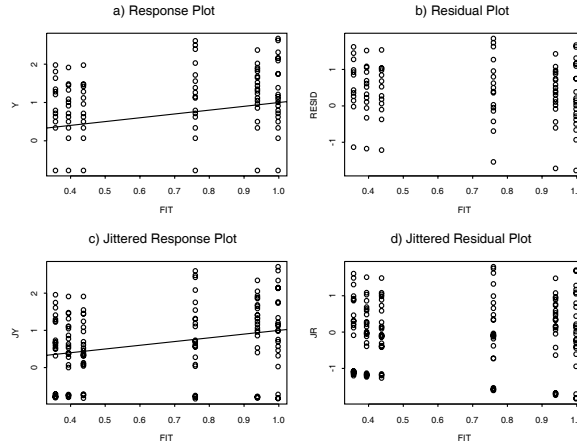 a) Response Plot
Y
0 1 2
0.4 0.5 0.6 0.7 0.8 0.9 1.0
FIT
b) Residual Plot
RESID
-1 0 1
0.4 0.5 0.6 0.7 0.8 0.9 1.
FIT
c) Jittered Response Plot
JY
0 1 2
0.4 0.5 0.6 0.7 0.8 0.9 1.0
FIT
d) Jittered Residual Plot
JR
-1 0 1
0.4 0.5 0.6 0.7 0.8 0.9 1.
FIT